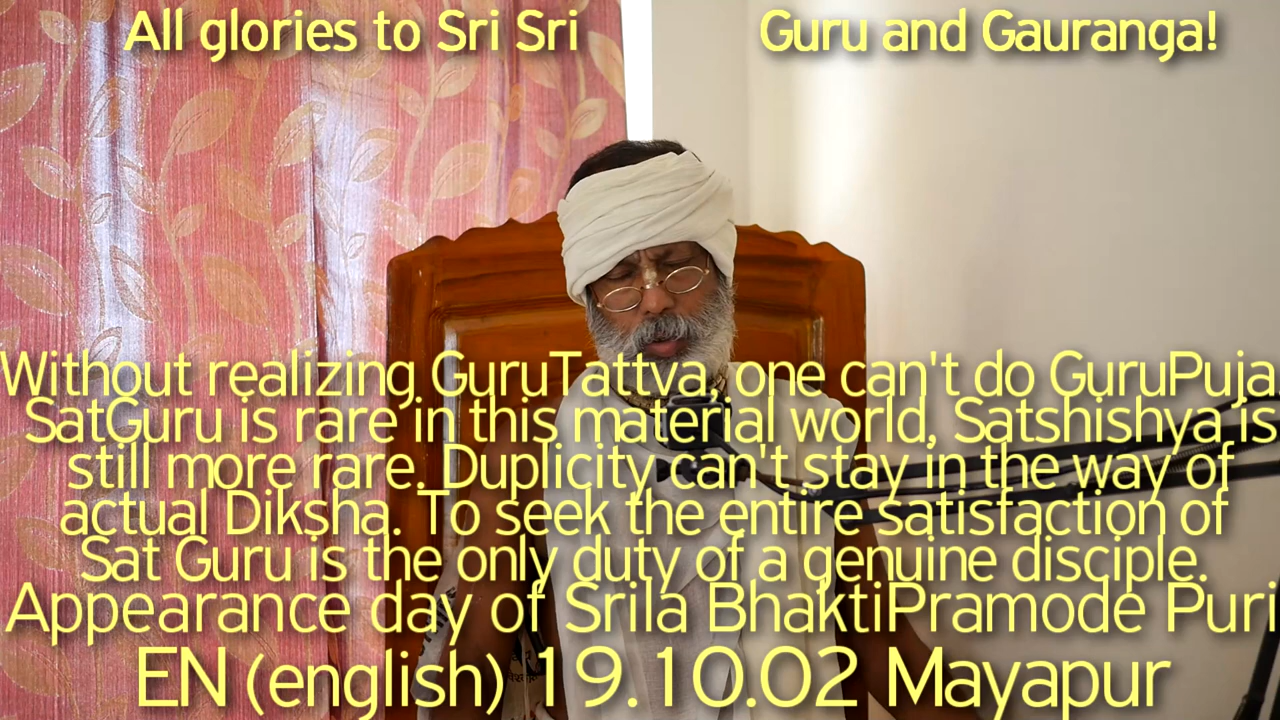 All glories to Sri Sri Guru and Gauranga!
Without realizing GuruTattva, one can't do GuruPuja
SatGuru is rare in this material world, Satshishya is
still more rare. Duplicity can't stay in the way of
actual Diksha. To seek the entire satisfaction of
Sat Guru is the only duty of a genuine disciple.
Appearance day of Srila BhaktiPramode Puri
EN (english) 19.10.02 Mayapur